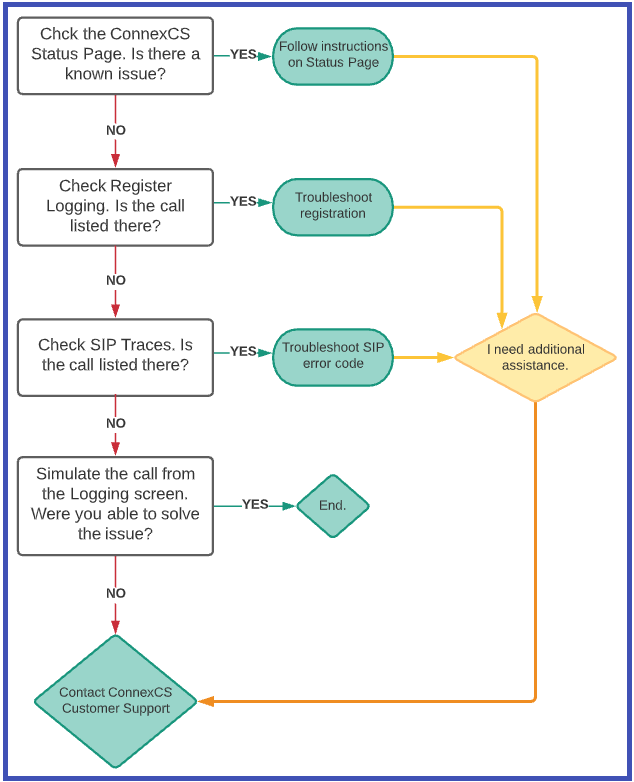 Chck the ConnexCS
Status Page. Is there a
known issue?
YES
Follow instructions
on Status Page
NO
Check Register
Logging. Is the call
listed there?
YES
Troubleshoot
registration
NO
Check SIP Traces. Is
the call listed there?
YES
Troubleshoot SIP
error code
I need additional
assistance.
NO
Simulate the call from
the Logging screen.
Were you able to solve
the issue?
YES
End.
NO
Contact ConnexCS
Customer Support